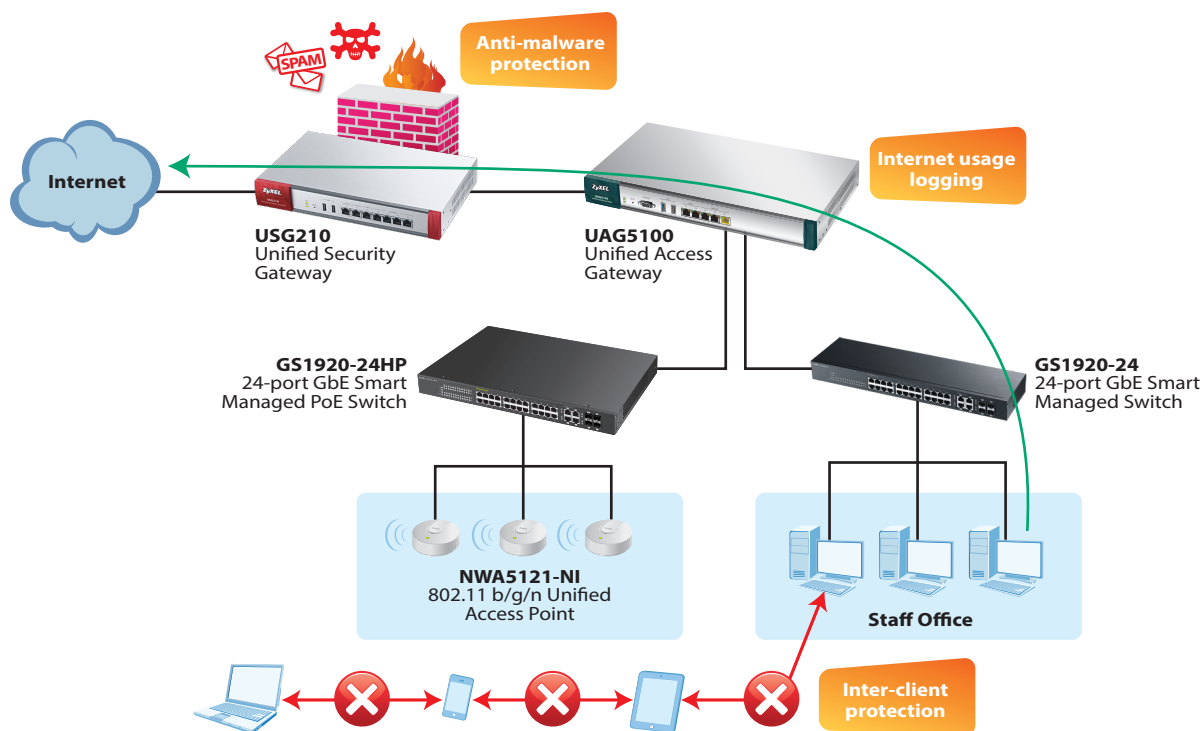 SPAM
Anti-malware
protection
Internet
Internet usage
logging
ZyXEL
ZyXEL
USG210
Unified Security
Gateway
UAG5100
Unified Access
Gateway
GS1920-24HP
24-port GbE Smart
Managed PoE Switch
GS1920-24
24-port GbE Smart
Managed Switch
NWA5121-NI
802.11 b/g/n Unified
Access Point
Staff Office
Inter-client
protection